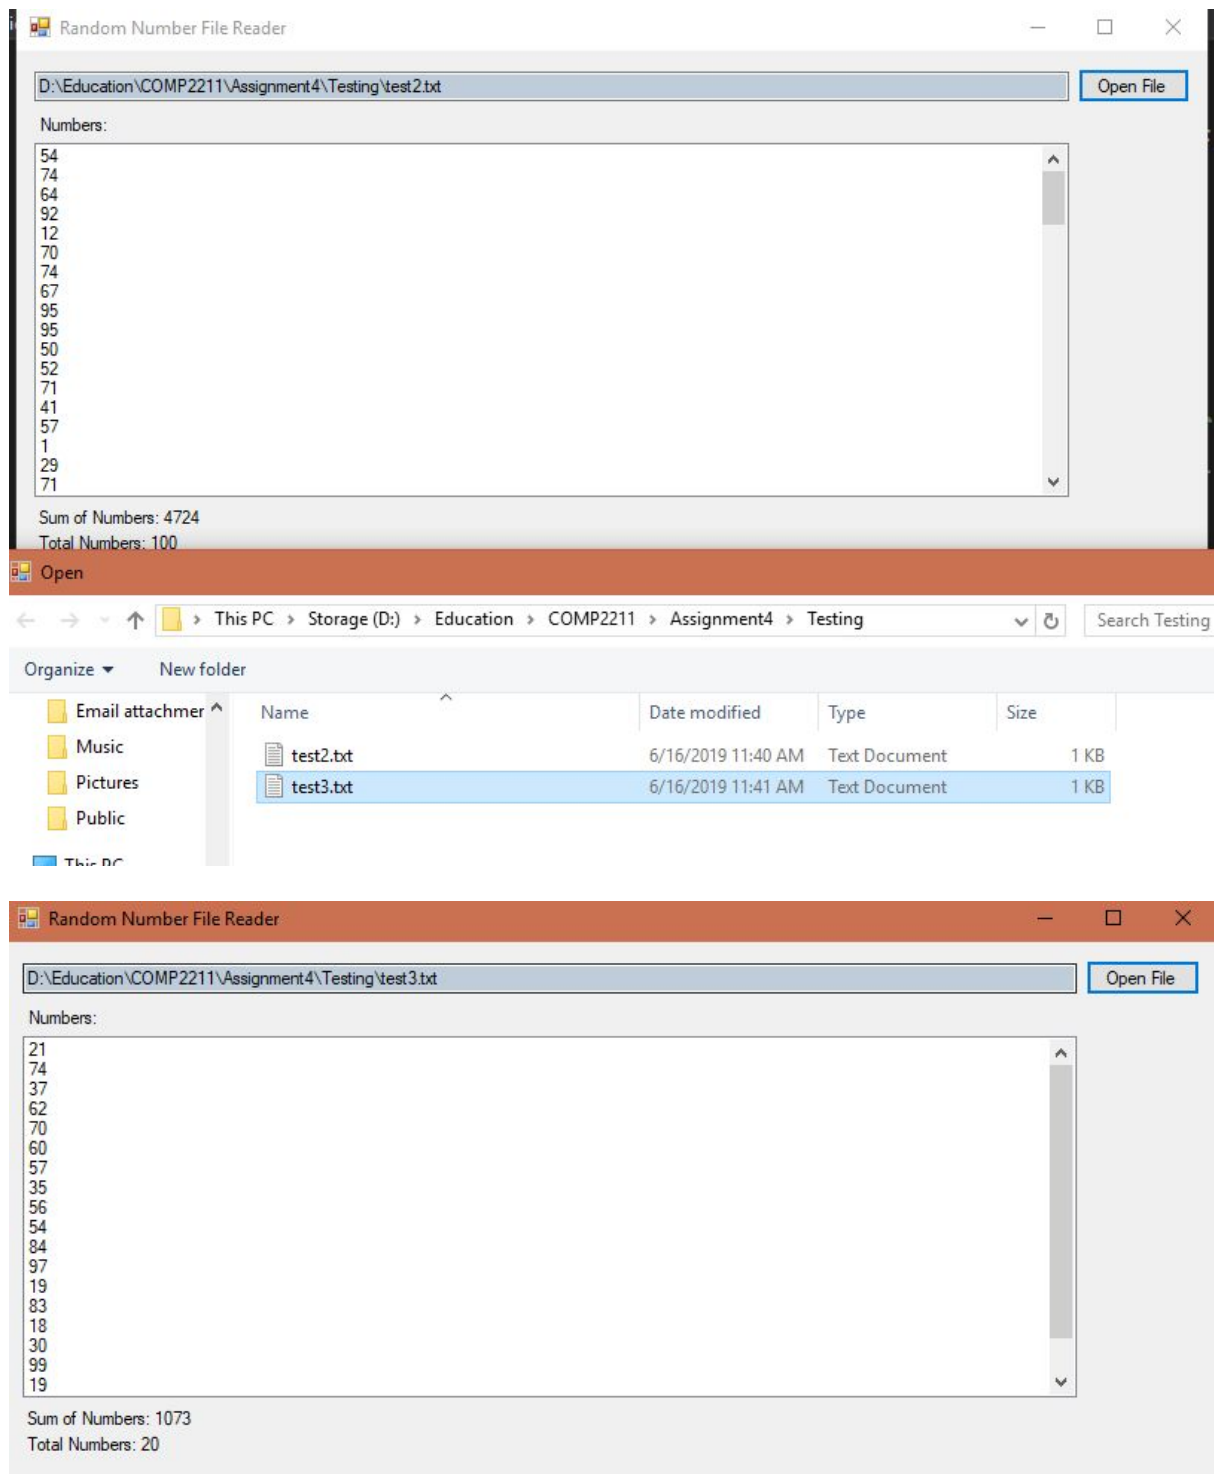 Random Number File Reader
D:\Education\COMP2211\Assignment4\Testing\test2.txt Open File
Numbers:
54
74
64
92
12
70
74
67
95
95
50
52
71
41
57
1
29
71
Sum of Numbers: 4724
Total Numbers: 100
Open
This PC > Storage (D:) > Education > COMP2211 > Assignment4 > Testing Search Testing
Organize New folder
Email attachmer Name Date modified Type Size
Music test2.txt 6/16/2019 11:40 AM Text Document 1 KB
Pictures test3.txt 6/16/2019 11:41 AM Text Document 1 KB
Public
This PC
Random Number File Reader
D:\Education\COMP2211\Assignment4\Testing\test3.txt Open File
Numbers:
21
74
37
62
70
60
57
35
56
54
84
97
19
83
18
30
99
19
Sum of Numbers: 1073
Total Numbers: 20